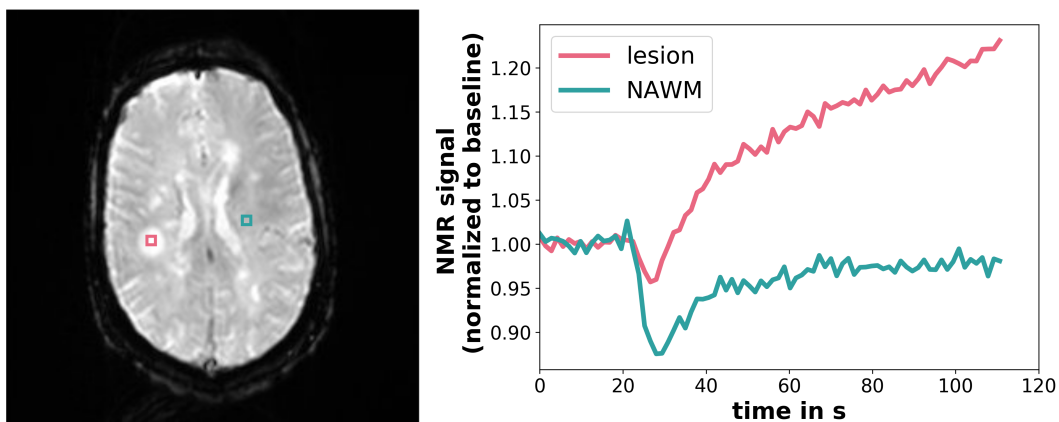 NMR signal
(normalized to baseline)
1.20
1.15
1.10
1.05
1.00
0.95
0.90
lesion
NAWM
0 20 40 60 80 100 120
time in s